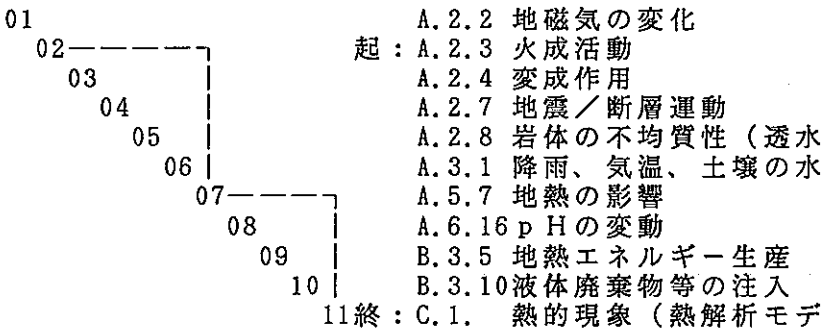 01 A.2.2 地磁気の変化
02 起：A.2.3 火成活動
03 A.2.4 変成作用
04 A.2.7 地震／断層運動
05 A.2.8 岩体の不均質性（透水
06 A.3.1 降雨、気温、土壌の水
07 A.5.7 地熱の影響
08 A.6.16 pHの変動
09 B.3.5 地熱エネルギー生産
10 B.3.10液体廃棄物等の注入
11終：C.1. 熱的現象（熱解析モデ